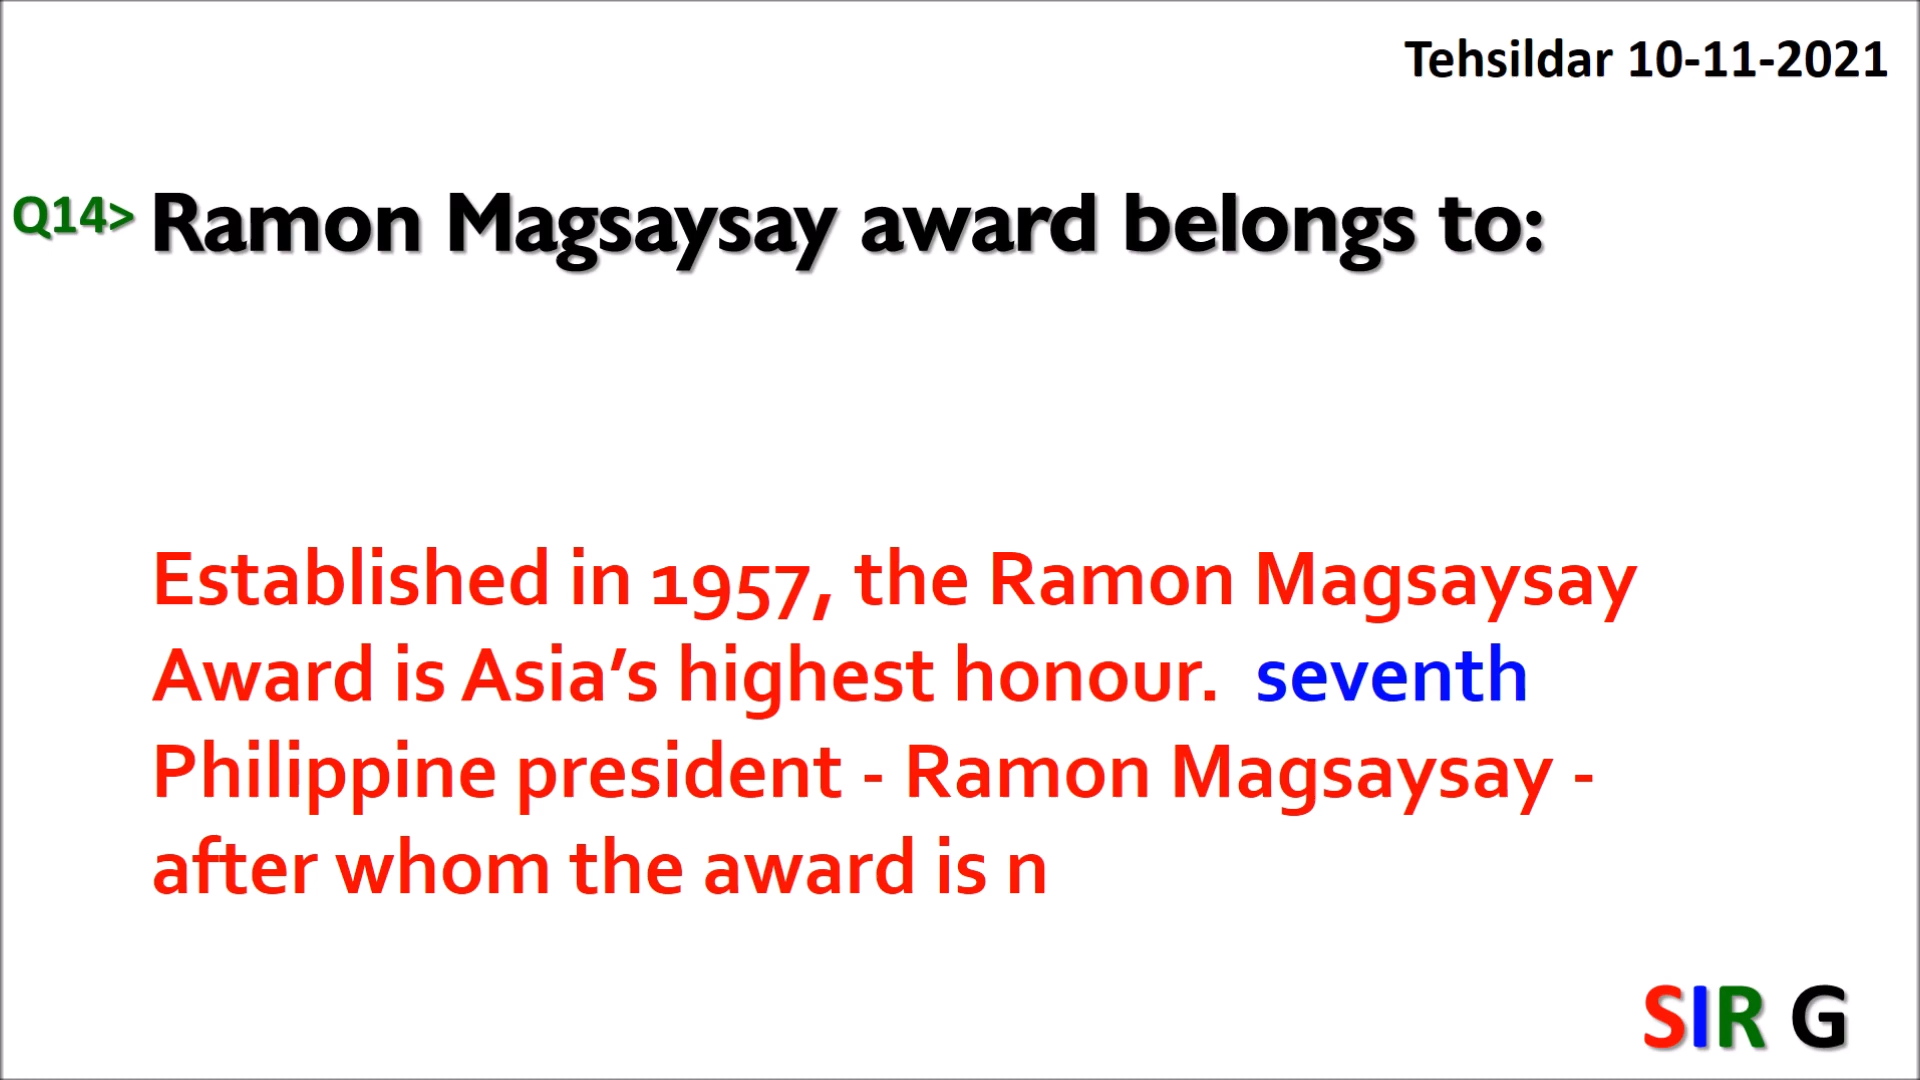 Tehsildar 10-11-2021
Q14> Ramon Magsaysay award belongs to:
Established in 1957, the Ramon Magsaysay
Award is Asia’s highest honour. seventh
Philippine president - Ramon Magsaysay -
after whom the award is n
SIR G